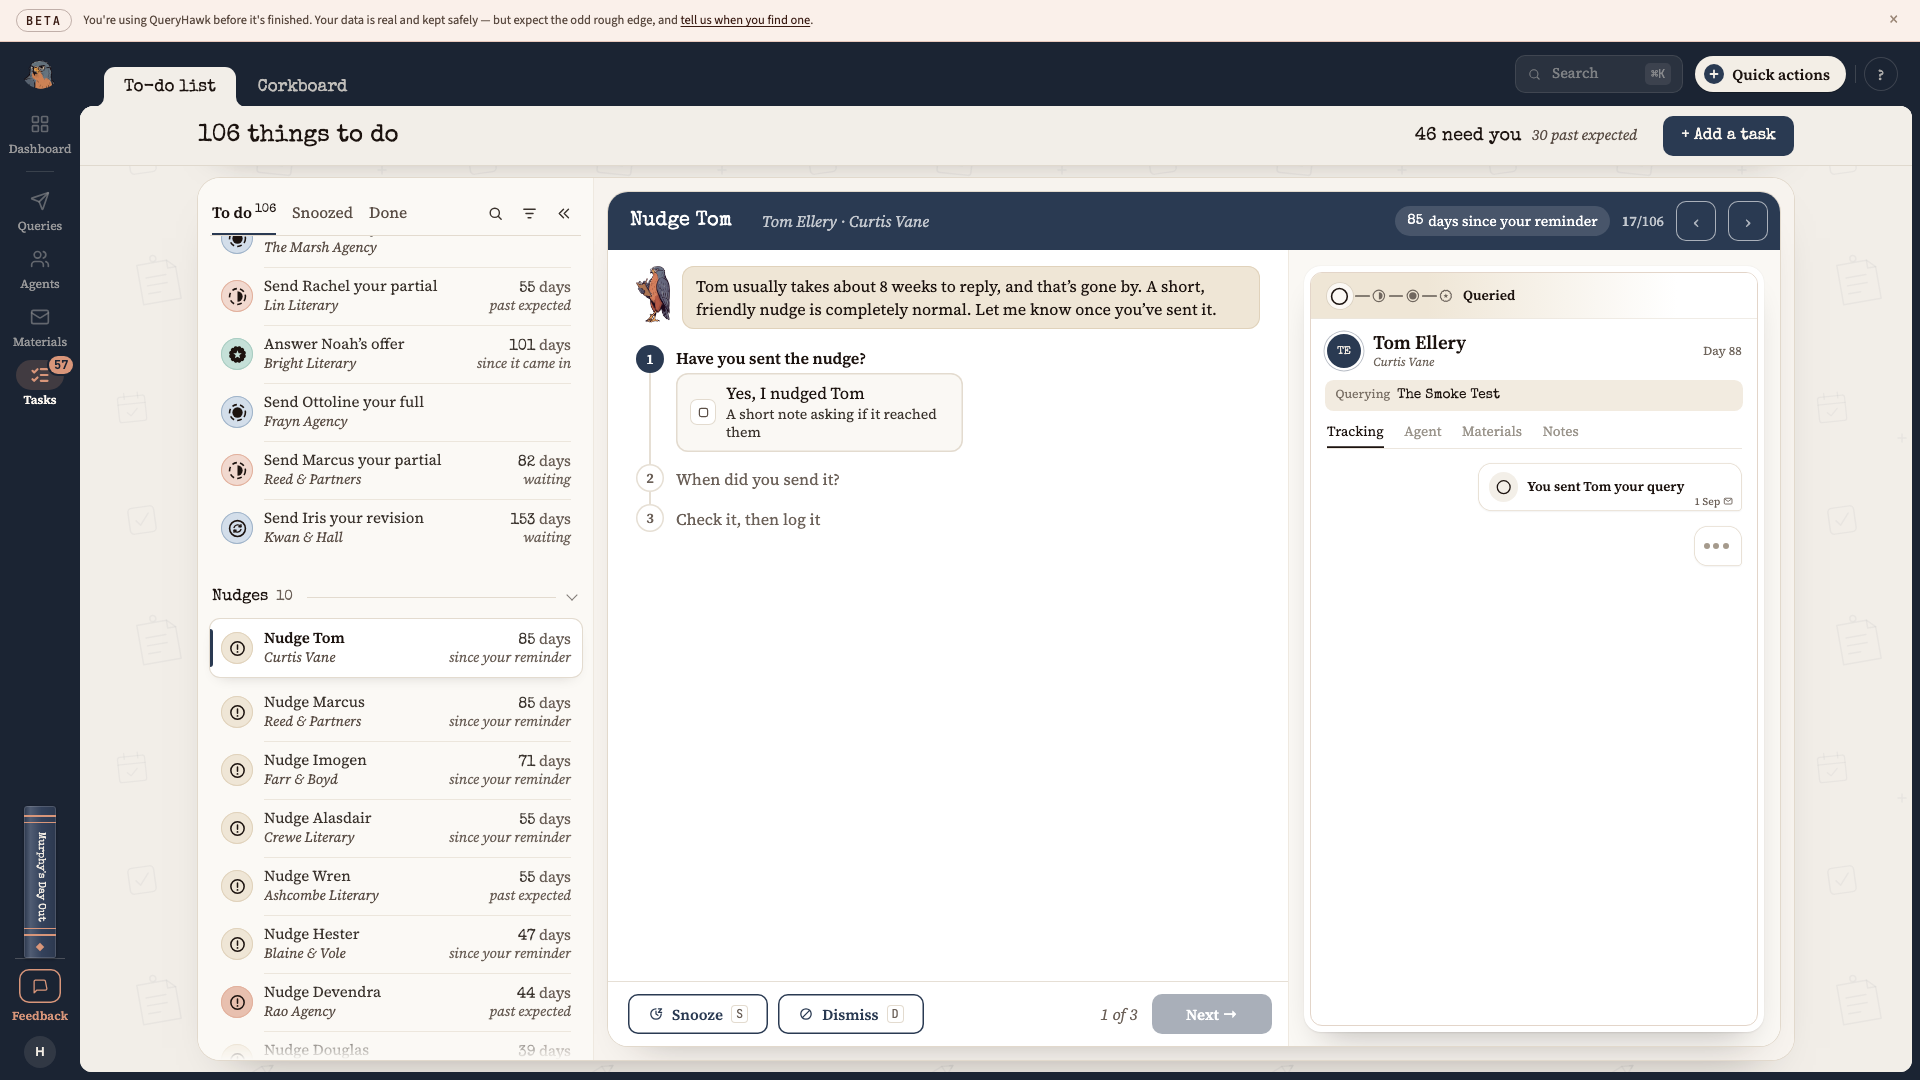 BETA You're using QueryHawk before it's finished. Your data is real and kept safely — but expect the odd rough edge, and tell us when you find one. ×
To-do list Corkboard
Search ⌘K
+ Quick actions
?
Dashboard
Queries
Agents
Materials
57
Tasks
Murphy's Day Out
Feedback
H
106 things to do
46 need you 30 past expected
+ Add a task
To do 106 Snoozed Done
The Marsh Agency
Send Rachel your partial 55 days
Lin Literary past expected
Answer Noah's offer 101 days
Bright Literary since it came in
Send Ottoline your full
Frayn Agency
Send Marcus your partial 82 days
Reed & Partners waiting
Send Iris your revision 153 days
Kwan & Hall waiting
Nudges 10
Nudge Tom 85 days
Curtis Vane since your reminder
Nudge Marcus 85 days
Reed & Partners since your reminder
Nudge Imogen 71 days
Farr & Boyd since your reminder
Nudge Alasdair 55 days
Crewe Literary since your reminder
Nudge Wren 55 days
Ashcombe Literary past expected
Nudge Hester 47 days
Blaine & Vole since your reminder
Nudge Devendra 44 days
Rao Agency past expected
Nudge Douglas 39 days
Nudge Tom Tom Ellery · Curtis Vane 85 days since your reminder 17/106 ‹ ›
Tom usually takes about 8 weeks to reply, and that's gone by. A short,
friendly nudge is completely normal. Let me know once you've sent it.
1 Have you sent the nudge?
Yes, I nudged Tom
A short note asking if it reached
them
2 When did you send it?
3 Check it, then log it
Snooze S Dismiss D 1 of 3 Next →
Queried
TE Tom Ellery Day 88
Curtis Vane
Querying The Smoke Test
Tracking Agent Materials Notes
You sent Tom your query
1 Sep